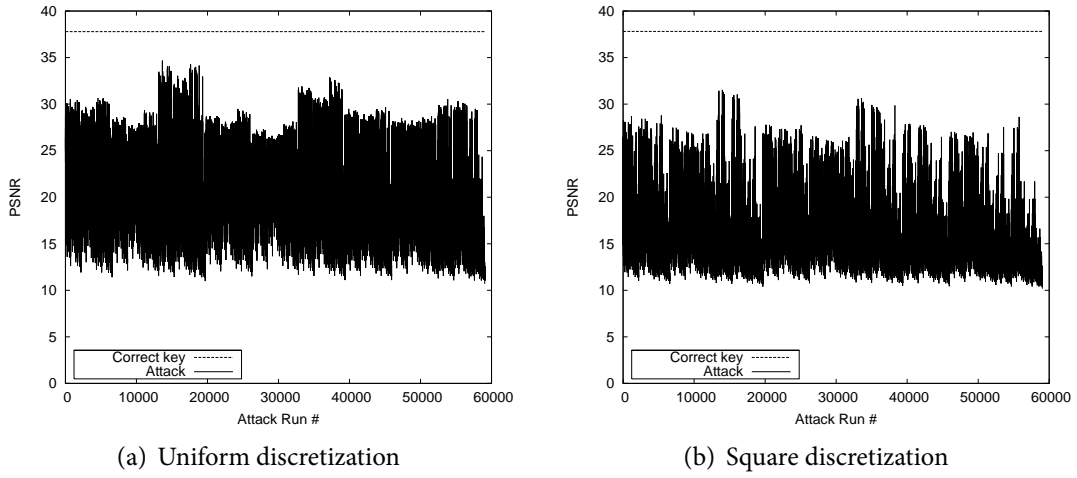 40
35
30
25
20
15
10
5
0
PSNR
Correct key
Attack
0 10000 20000 30000 40000 50000 60000
Attack Run #
(a) Uniform discretization
40
35
30
25
20
15
10
5
0
PSNR
Correct key
Attack
0 10000 20000 30000 40000 50000 60000
Attack Run #
(b) Square discretization